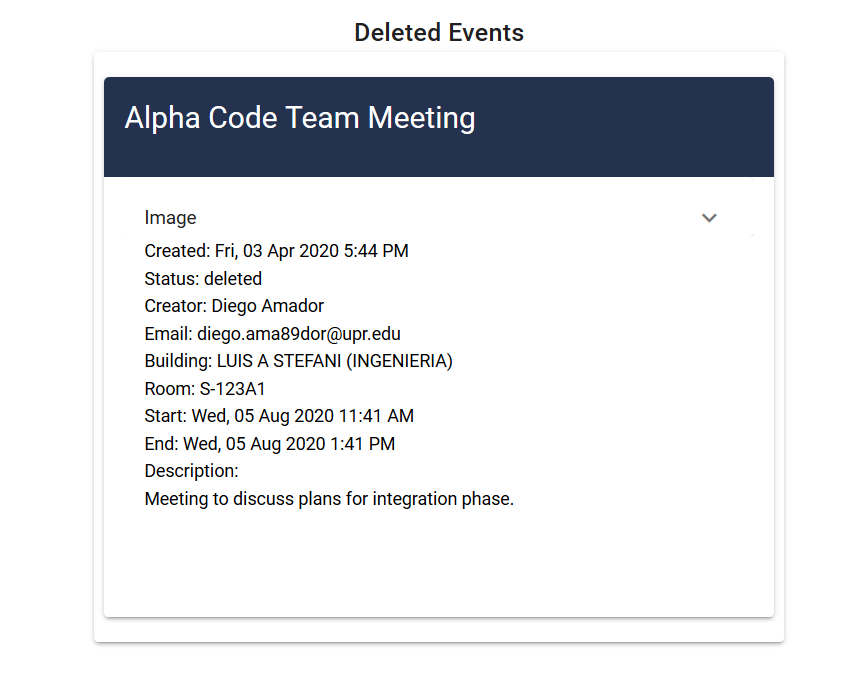 Deleted Events
Alpha Code Team Meeting
Image
Created: Fri, 03 Apr 2020 5:44 PM
Status: deleted
Creator: Diego Amador
Email: diego.ama89dor@upr.edu
Building: LUIS A STEFANI (INGENIERIA)
Room: S-123A1
Start: Wed, 05 Aug 2020 11:41 AM
End: Wed, 05 Aug 2020 1:41 PM
Description:
Meeting to discuss plans for integration phase.